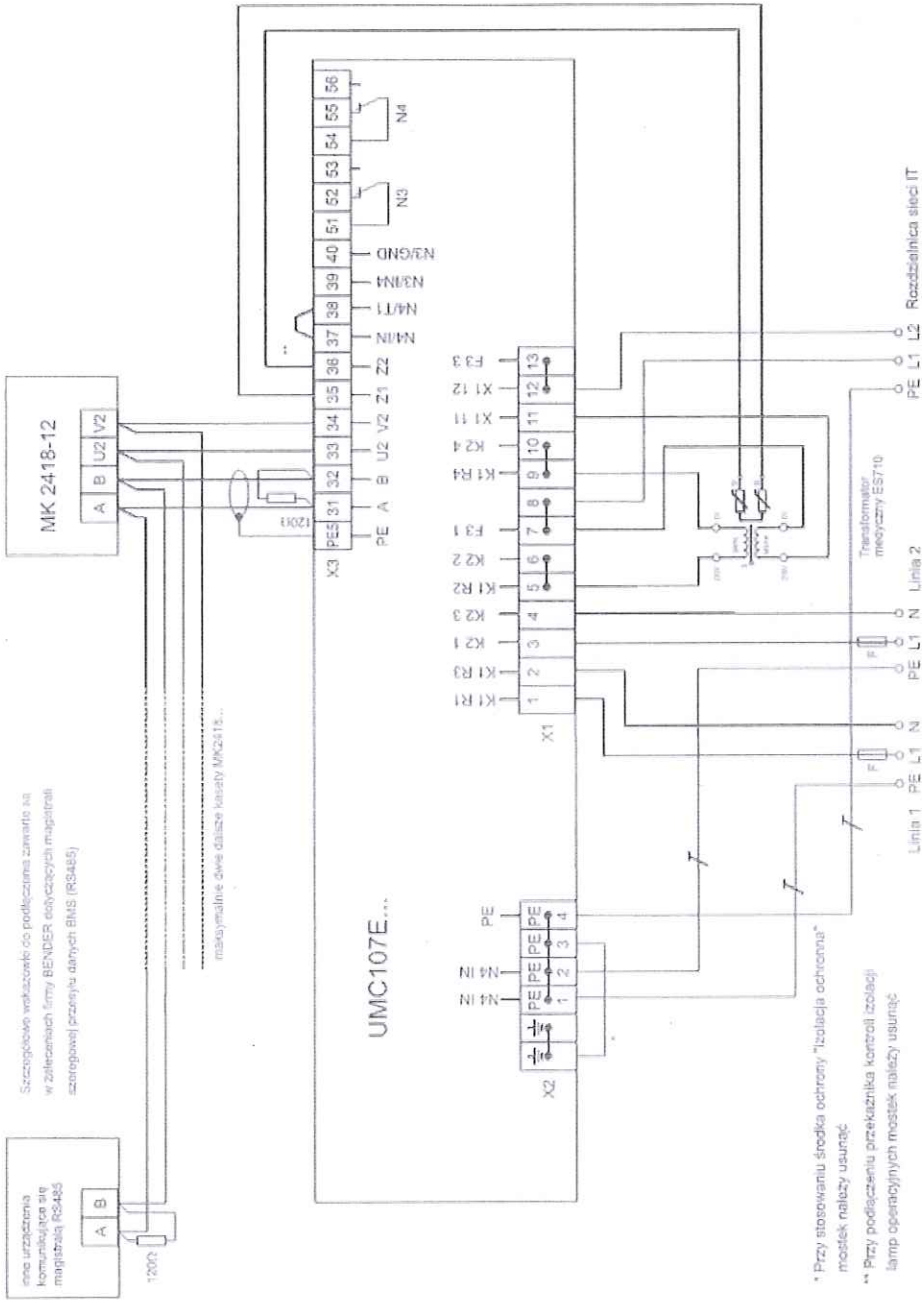 inne urządzenia
komunikujące się
magistralą RS485
A B
120Ω
Szczegółowe wskazówki do podłączenia zawarte są
w zaleceniach firmy BENDER dotyczących magistrali
szeregowej przesyłu danych BMS (RS485)
MK 2418-12
A B U2 V2
maksymalnie dwie dalsze kasety MK2418...
120Ω
**
X3
PE5 31 32 33 34 35 36 37 38 39 40 51 52 53 54 55 56
PE A B U2 V2 Z1 Z2 N4/IN N4/T1 N3/IN4 N3/GND
N3
N4
UMC107E...
N4 IN N4 IN PE
PE PE PE PE
1 2 3 4
X2
K1 R1 K1 R3 K2 1 K2 3 K1 R2 K2 2 F3 1 K1 R4 K2 4 X1 11 X1 12 F3 3
1 2 3 4 5 6 7 8 9 10 11 12 13
X1
Transformator
medyczny ES710
F
F
Linia 1 PE L1 N
PE L1 N Linia 2
PE L1 L2 Rozdzielnica sieci IT
* Przy stosowaniu środka ochrony "Izolacja ochronna"
mostek należy usunąć
** Przy podłączeniu przekaźnika kontroli izolacji
lamp operacyjnych mostek należy usunąć